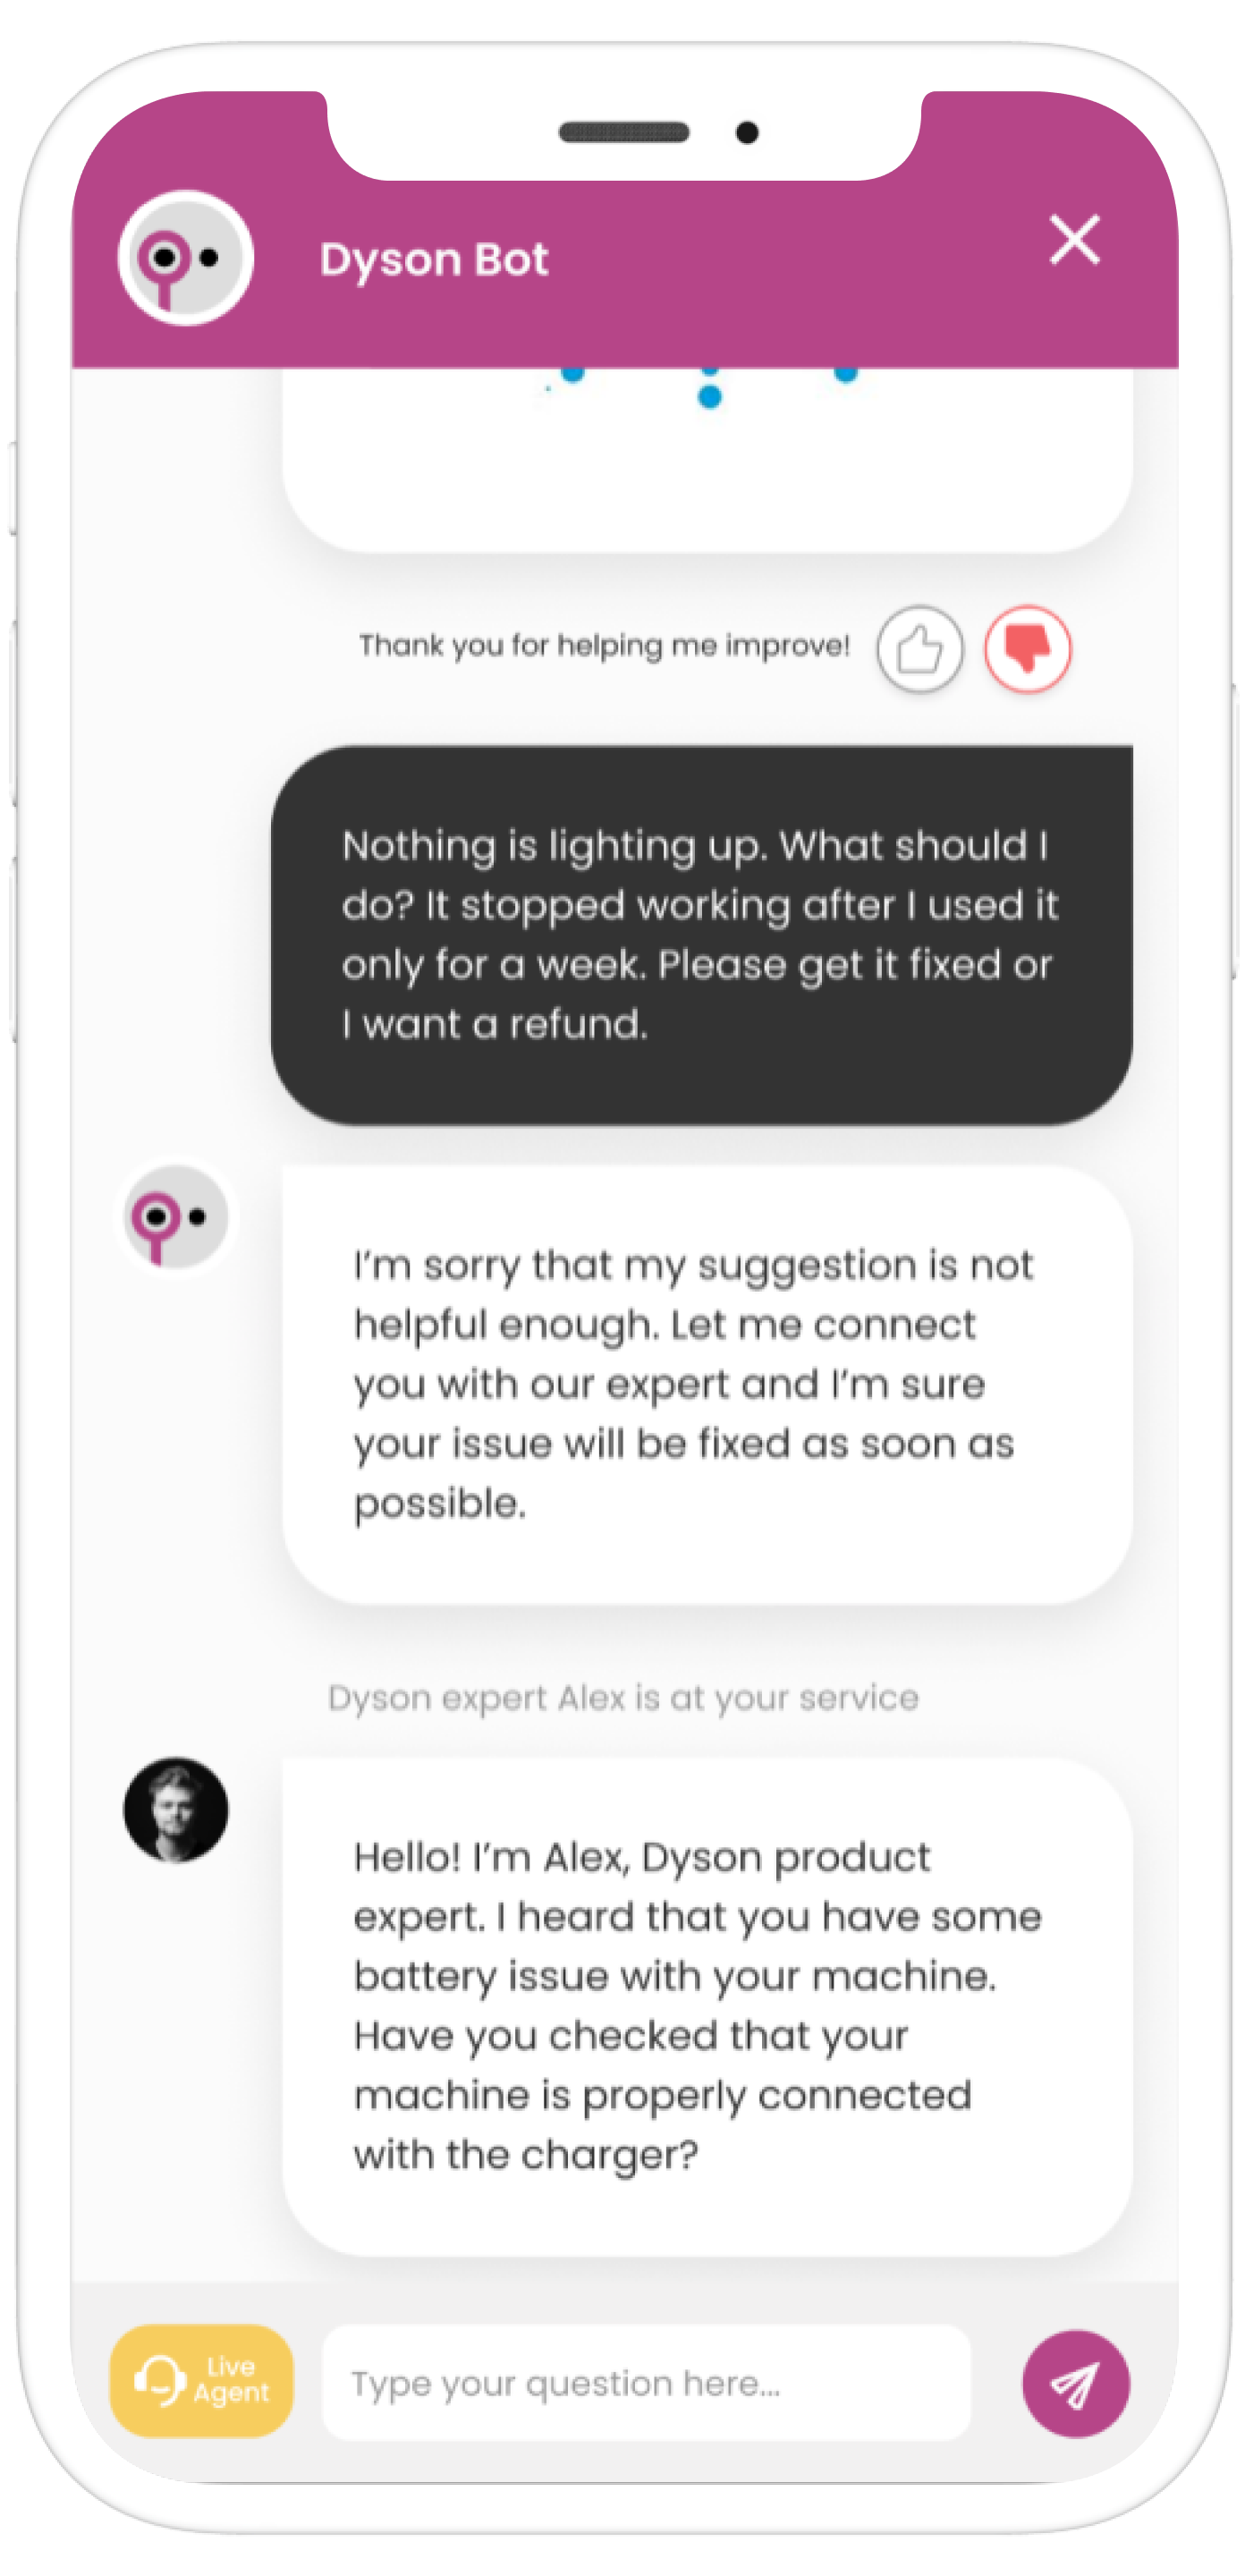 Dyson Bot
Thank you for helping me improve!
Nothing is lighting up. What should I
do? It stopped working after I used it
only for a week. Please get it fixed or
I want a refund.
I'm sorry that my suggestion is not
helpful enough. Let me connect
you with our expert and I'm sure
your issue will be fixed as soon as
possible.
Dyson expert Alex is at your service
Hello! I'm Alex, Dyson product
expert. I heard that you have some
battery issue with your machine.
Have you checked that your
machine is properly connected
with the charger?
Live
Agent
Type your question here...